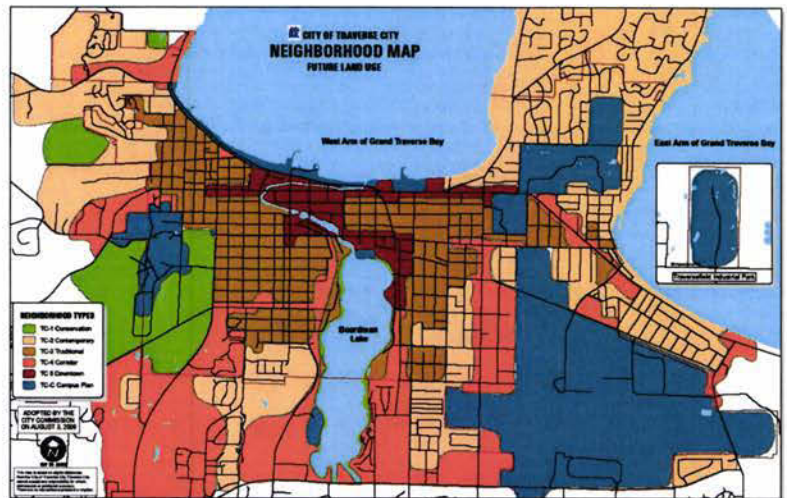 CITY OF TRAVERSE CITY
NEIGHBORHOOD MAP
FUTURE LAND USE
West Arm of Grand Traverse Bay
East Arm of Grand Traverse Bay
Boardman
Lake
NEIGHBORHOOD TYPES
TC-1 Conservation
TC-2 Contemporary
TC-3 Traditional
TC-4 Corridor
TC-5 Downtown
TC-C Campus Plan
ADOPTED BY THE
CITY COMMISSION
ON AUGUST 3,